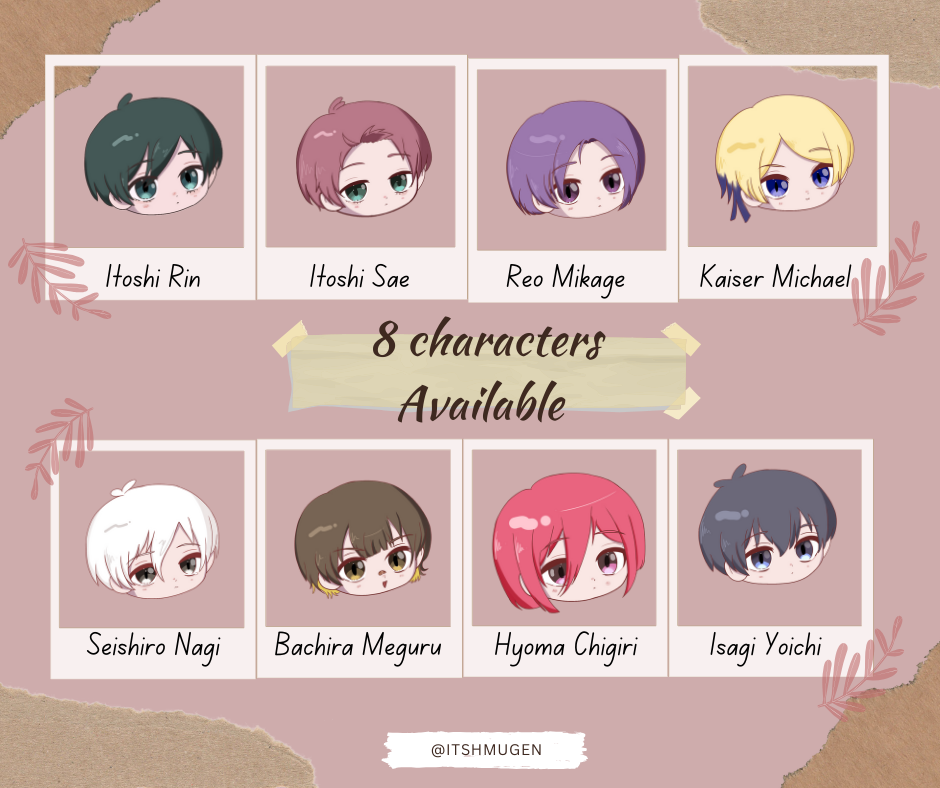 Itoshi Rin
Itoshi Sae
Reo Mikage
Kaiser Michael
8 characters
Available
Seishiro Nagi
Bachira Meguru
Hyoma Chigiri
Isagi Yoichi
@ITSHMUGEN